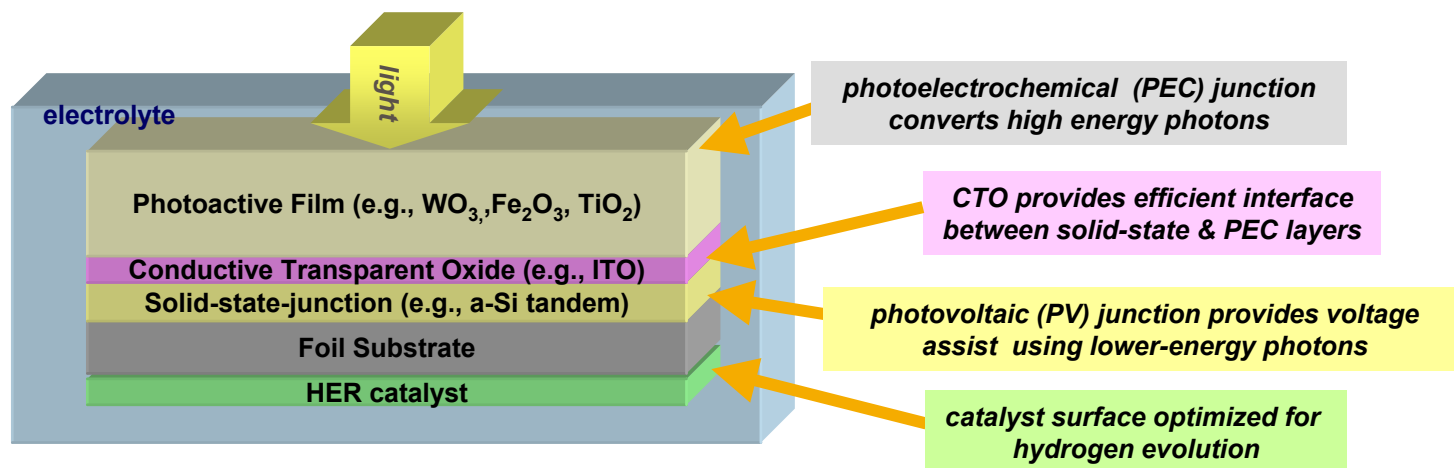 light
electrolyte
photoelectrochemical (PEC) junction
converts high energy photons
Photoactive Film (e.g., WO₃,,Fe₂O₃, TiO₂)
CTO provides efficient interface
between solid-state & PEC layers
Conductive Transparent Oxide (e.g., ITO)
Solid-state-junction (e.g., a-Si tandem)
photovoltaic (PV) junction provides voltage
assist using lower-energy photons
Foil Substrate
HER catalyst
catalyst surface optimized for
hydrogen evolution